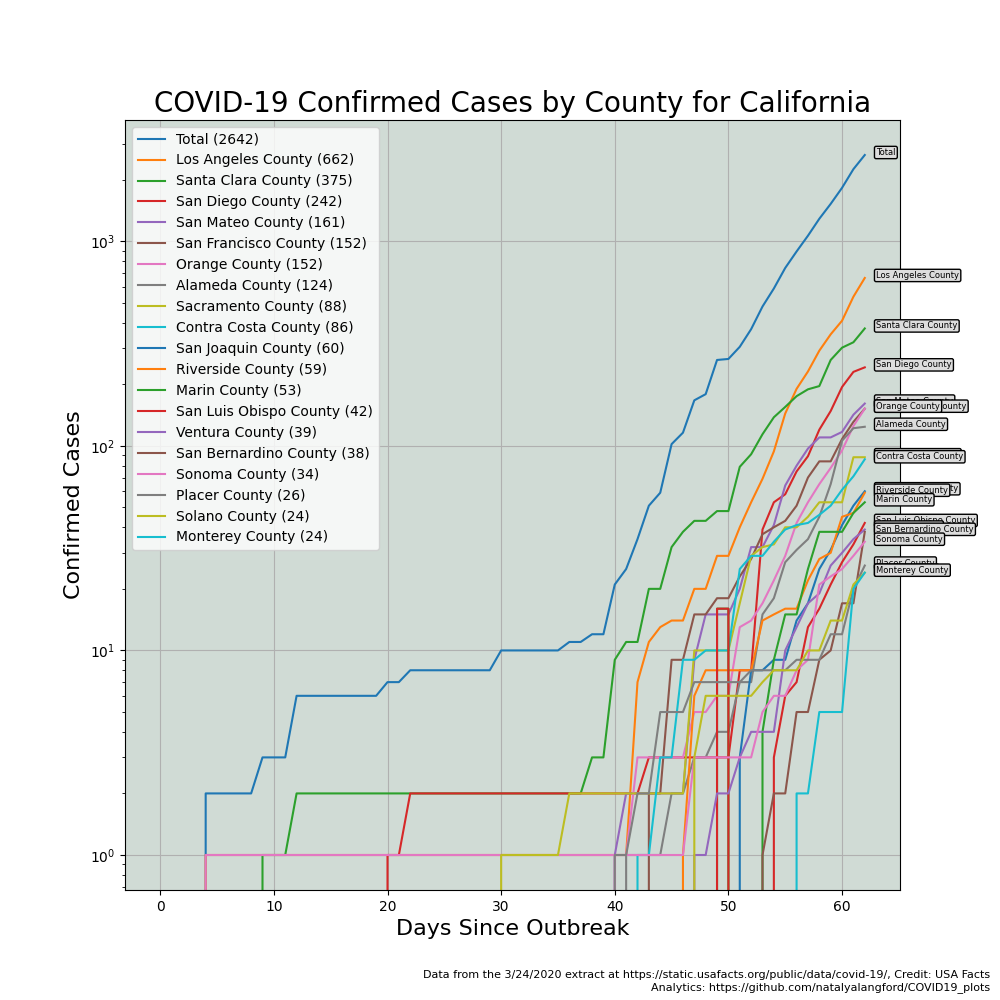 COVID-19 Confirmed Cases by County for California
Total (2642)
Los Angeles County (662)
Santa Clara County (375)
San Diego County (242)
San Mateo County (161)
San Francisco County (152)
Orange County (152)
Alameda County (124)
Sacramento County (88)
Contra Costa County (86)
San Joaquin County (60)
Riverside County (59)
Marin County (53)
San Luis Obispo County (42)
Ventura County (39)
San Bernardino County (38)
Sonoma County (34)
Placer County (26)
Solano County (24)
Monterey County (24)
Confirmed Cases
10³
10²
10¹
10⁰
Total
Los Angeles County
Santa Clara County
San Diego County
Orange County
Alameda County
Contra Costa County
Riverside County
Marin County
San Luis Obispo County
San Bernardino County
Sonoma County
Placer County
Monterey County
0 10 20 30 40 50 60
Days Since Outbreak
Data from the 3/24/2020 extract at https://static.usafacts.org/public/data/covid-19/, Credit: USA Facts
Analytics: https://github.com/natalyalangford/COVID19_plots